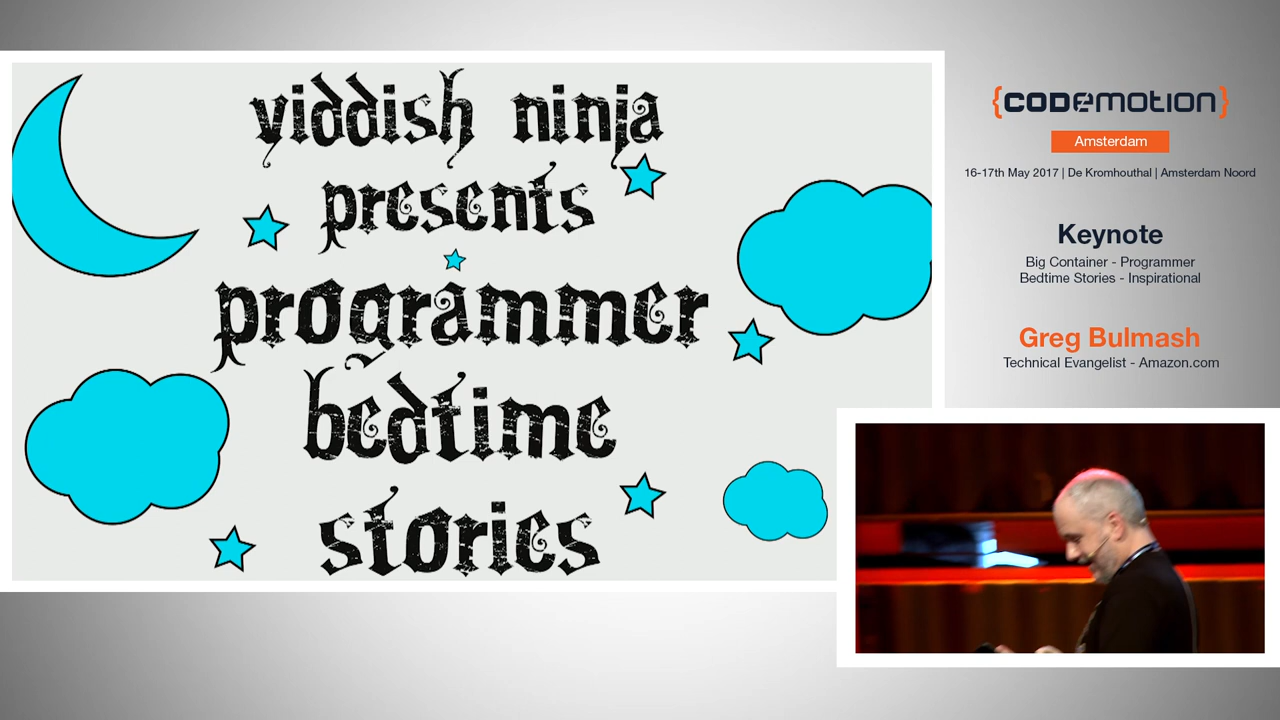 yiddish ninja
presents
programmer
bedtime
stories
{CODEMOTION}
Amsterdam
16-17th May 2017 | De Kromhouthal | Amsterdam Noord
Keynote
Big Container - Programmer
Bedtime Stories - Inspirational
Greg Bulmash
Technical Evangelist - Amazon.com